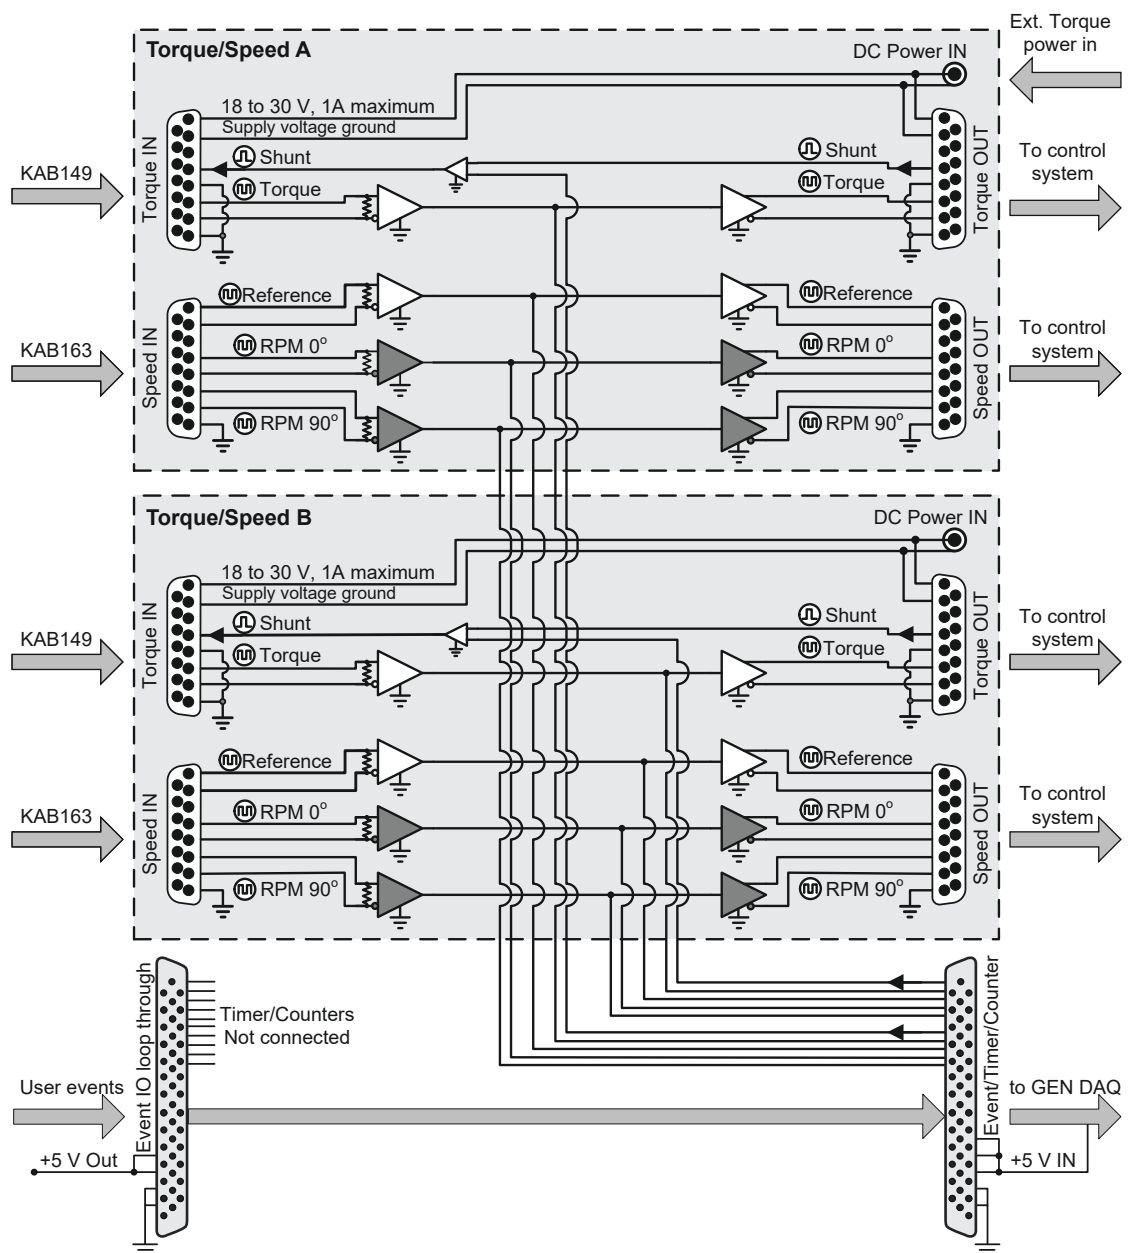 Ext. Torque
power in
Torque/Speed A
DC Power IN
18 to 30 V, 1A maximum
Supply voltage ground
Torque IN
Shunt
Torque
Shunt
Torque
Torque OUT
KAB149
To control
system
Reference
RPM 0°
RPM 90°
Speed IN
Reference
RPM 0°
RPM 90°
Speed OUT
KAB163
To control
system
Torque/Speed B
DC Power IN
18 to 30 V, 1A maximum
Supply voltage ground
Torque IN
Shunt
Torque
Shunt
Torque
Torque OUT
KAB149
To control
system
Reference
RPM 0°
RPM 90°
Speed IN
Reference
RPM 0°
RPM 90°
Speed OUT
KAB163
To control
system
Event IO loop through
Timer/Counters
Not connected
Event/Timer/Counter
User events
to GEN DAQ
+5 V Out
+5 V IN